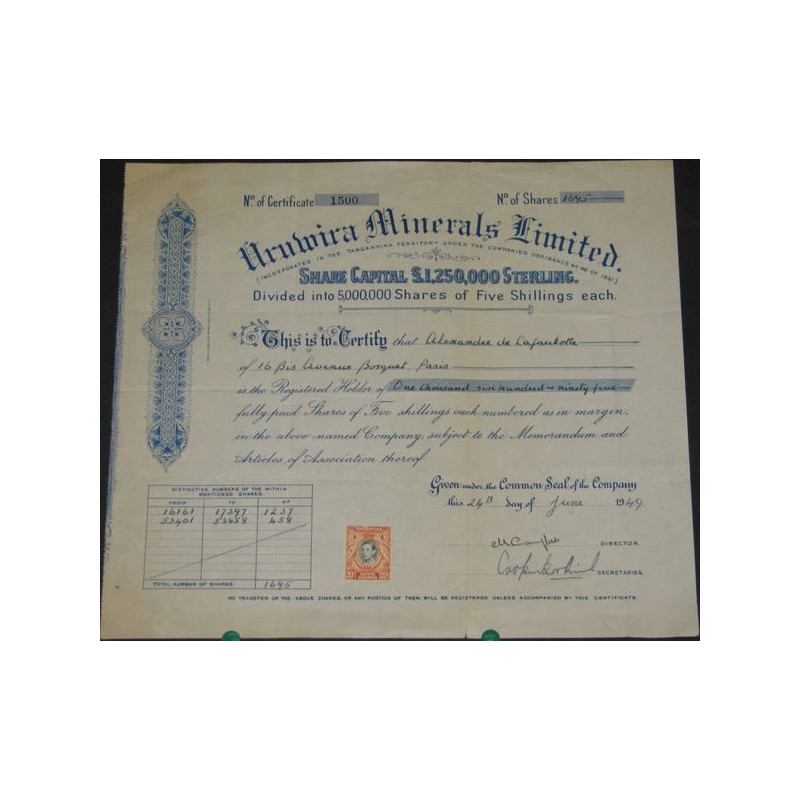 No. of Certificate 1500
No. of Shares 1695
Uruwira Minerals Limited.
(INCORPORATED IN THE TANGANYIKA TERRITORY UNDER THE COMPANIES ORDINANCE No. 46 OF 1931)
SHARE CAPITAL £1,250,000 STERLING.
Divided into 5,000,000 Shares of Five Shillings each.
This is to Certify that Alexandre de
of 16 Bis Avenue Bosquet, Paris
is the Registered Holder of One thousand six hundred & ninety five
fully paid Shares of Five shillings each numbered as in margin,
in the above-named Company, subject to the Memorandum and
Articles of Association thereof.
Given under the Common Seal of the Company
this 24th day of June 1949
DISTINCTIVE NUMBERS OF THE WITHIN
MENTIONED SHARES.
FROM TO No
16161 17397 1237
53401 53858 458
TOTAL NUMBER OF SHARES. 1695
DIRECTOR.
SECRETARIES.
NO TRANSFER OF THE ABOVE SHARES, OR ANY PORTION OF THEM, WILL BE REGISTERED UNLESS ACCOMPANIED BY THIS CERTIFICATE.